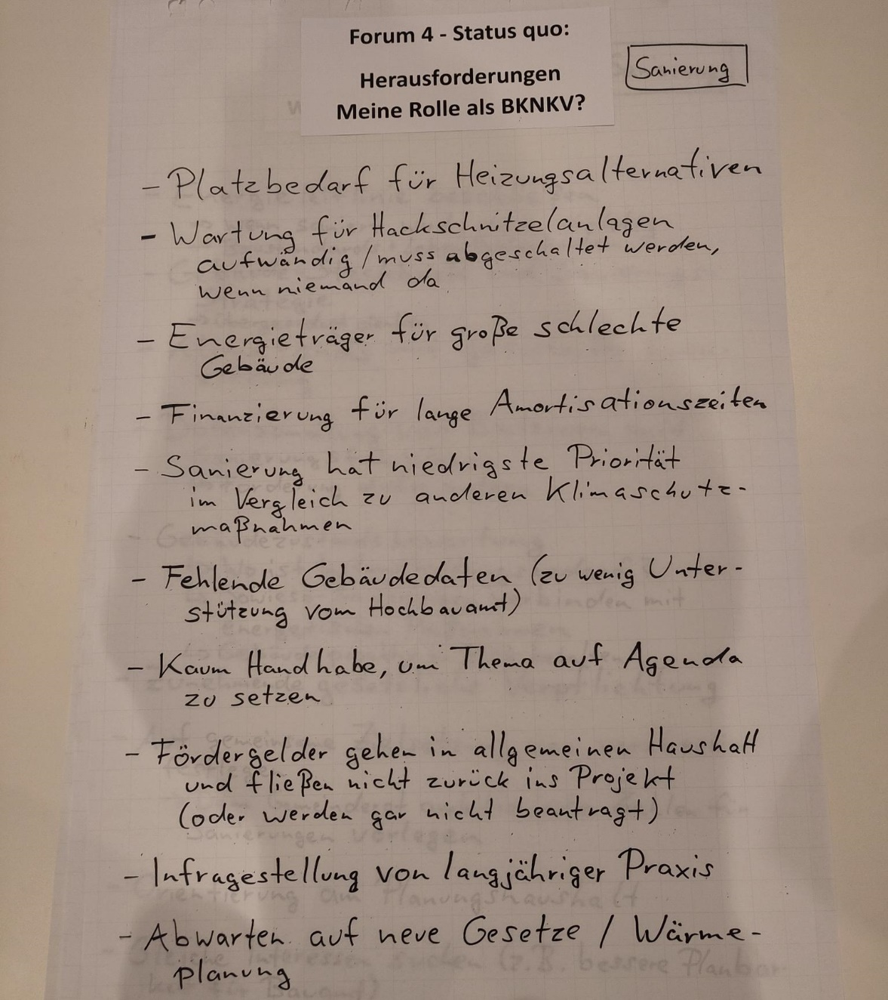 Forum 4 - Status quo:
Herausforderungen
Meine Rolle als BKNKV?
Sanierung
- Platzbedarf für Heizungsalternativen
- Wartung für Hackschnitzelanlagen
aufwändig / muss abgeschaltet werden,
wenn niemand da
- Energieträger für große schlechte
Gebäude
- Finanzierung für lange Amortisationszeiten
- Sanierung hat niedrigste Priorität
im Vergleich zu anderen Klimaschutz-
maßnahmen
- Fehlende Gebäudedaten (zu wenig Unter-
stützung vom Hochbauamt)
- Kaum Handhabe, um Thema auf Agenda
zu setzen
- Fördergelder gehen in allgemeinen Haushalt
und fließen nicht zurück ins Projekt
(oder werden gar nicht beantragt)
- Infragestellung von langjähriger Praxis
- Abwarten auf neue Gesetze / Wärme-
planung